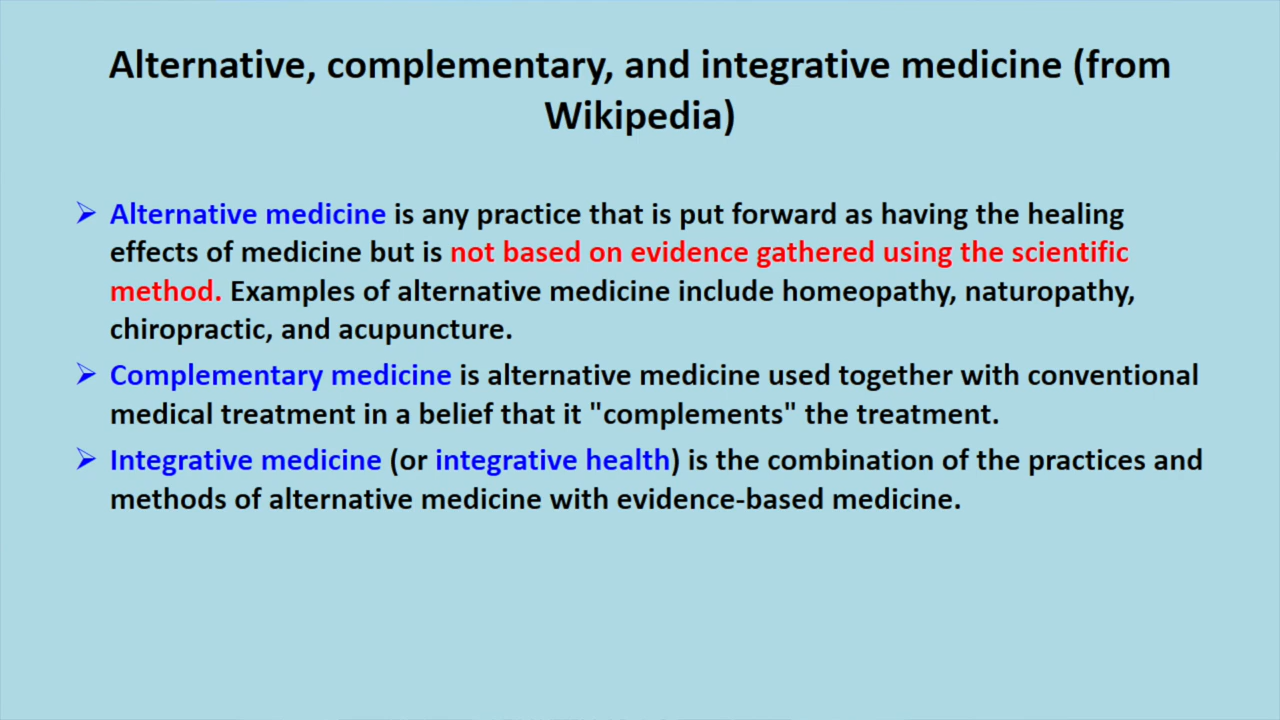 Alternative, complementary, and integrative medicine (from
Wikipedia)
Alternative medicine is any practice that is put forward as having the healing
effects of medicine but is not based on evidence gathered using the scientific
method. Examples of alternative medicine include homeopathy, naturopathy,
chiropractic, and acupuncture.
Complementary medicine is alternative medicine used together with conventional
medical treatment in a belief that it "complements" the treatment.
Integrative medicine (or integrative health) is the combination of the practices and
methods of alternative medicine with evidence-based medicine.